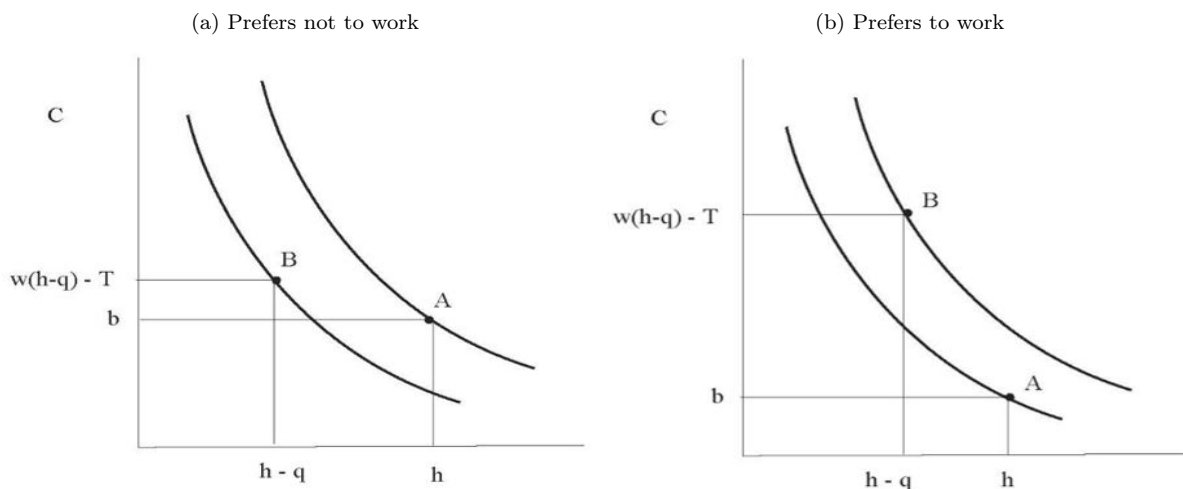 (a) Prefers not to work
C
B
w(h-q) - T
A
b
h - q
h
(b) Prefers to work
C
B
w(h-q) - T
A
b
h - q
h